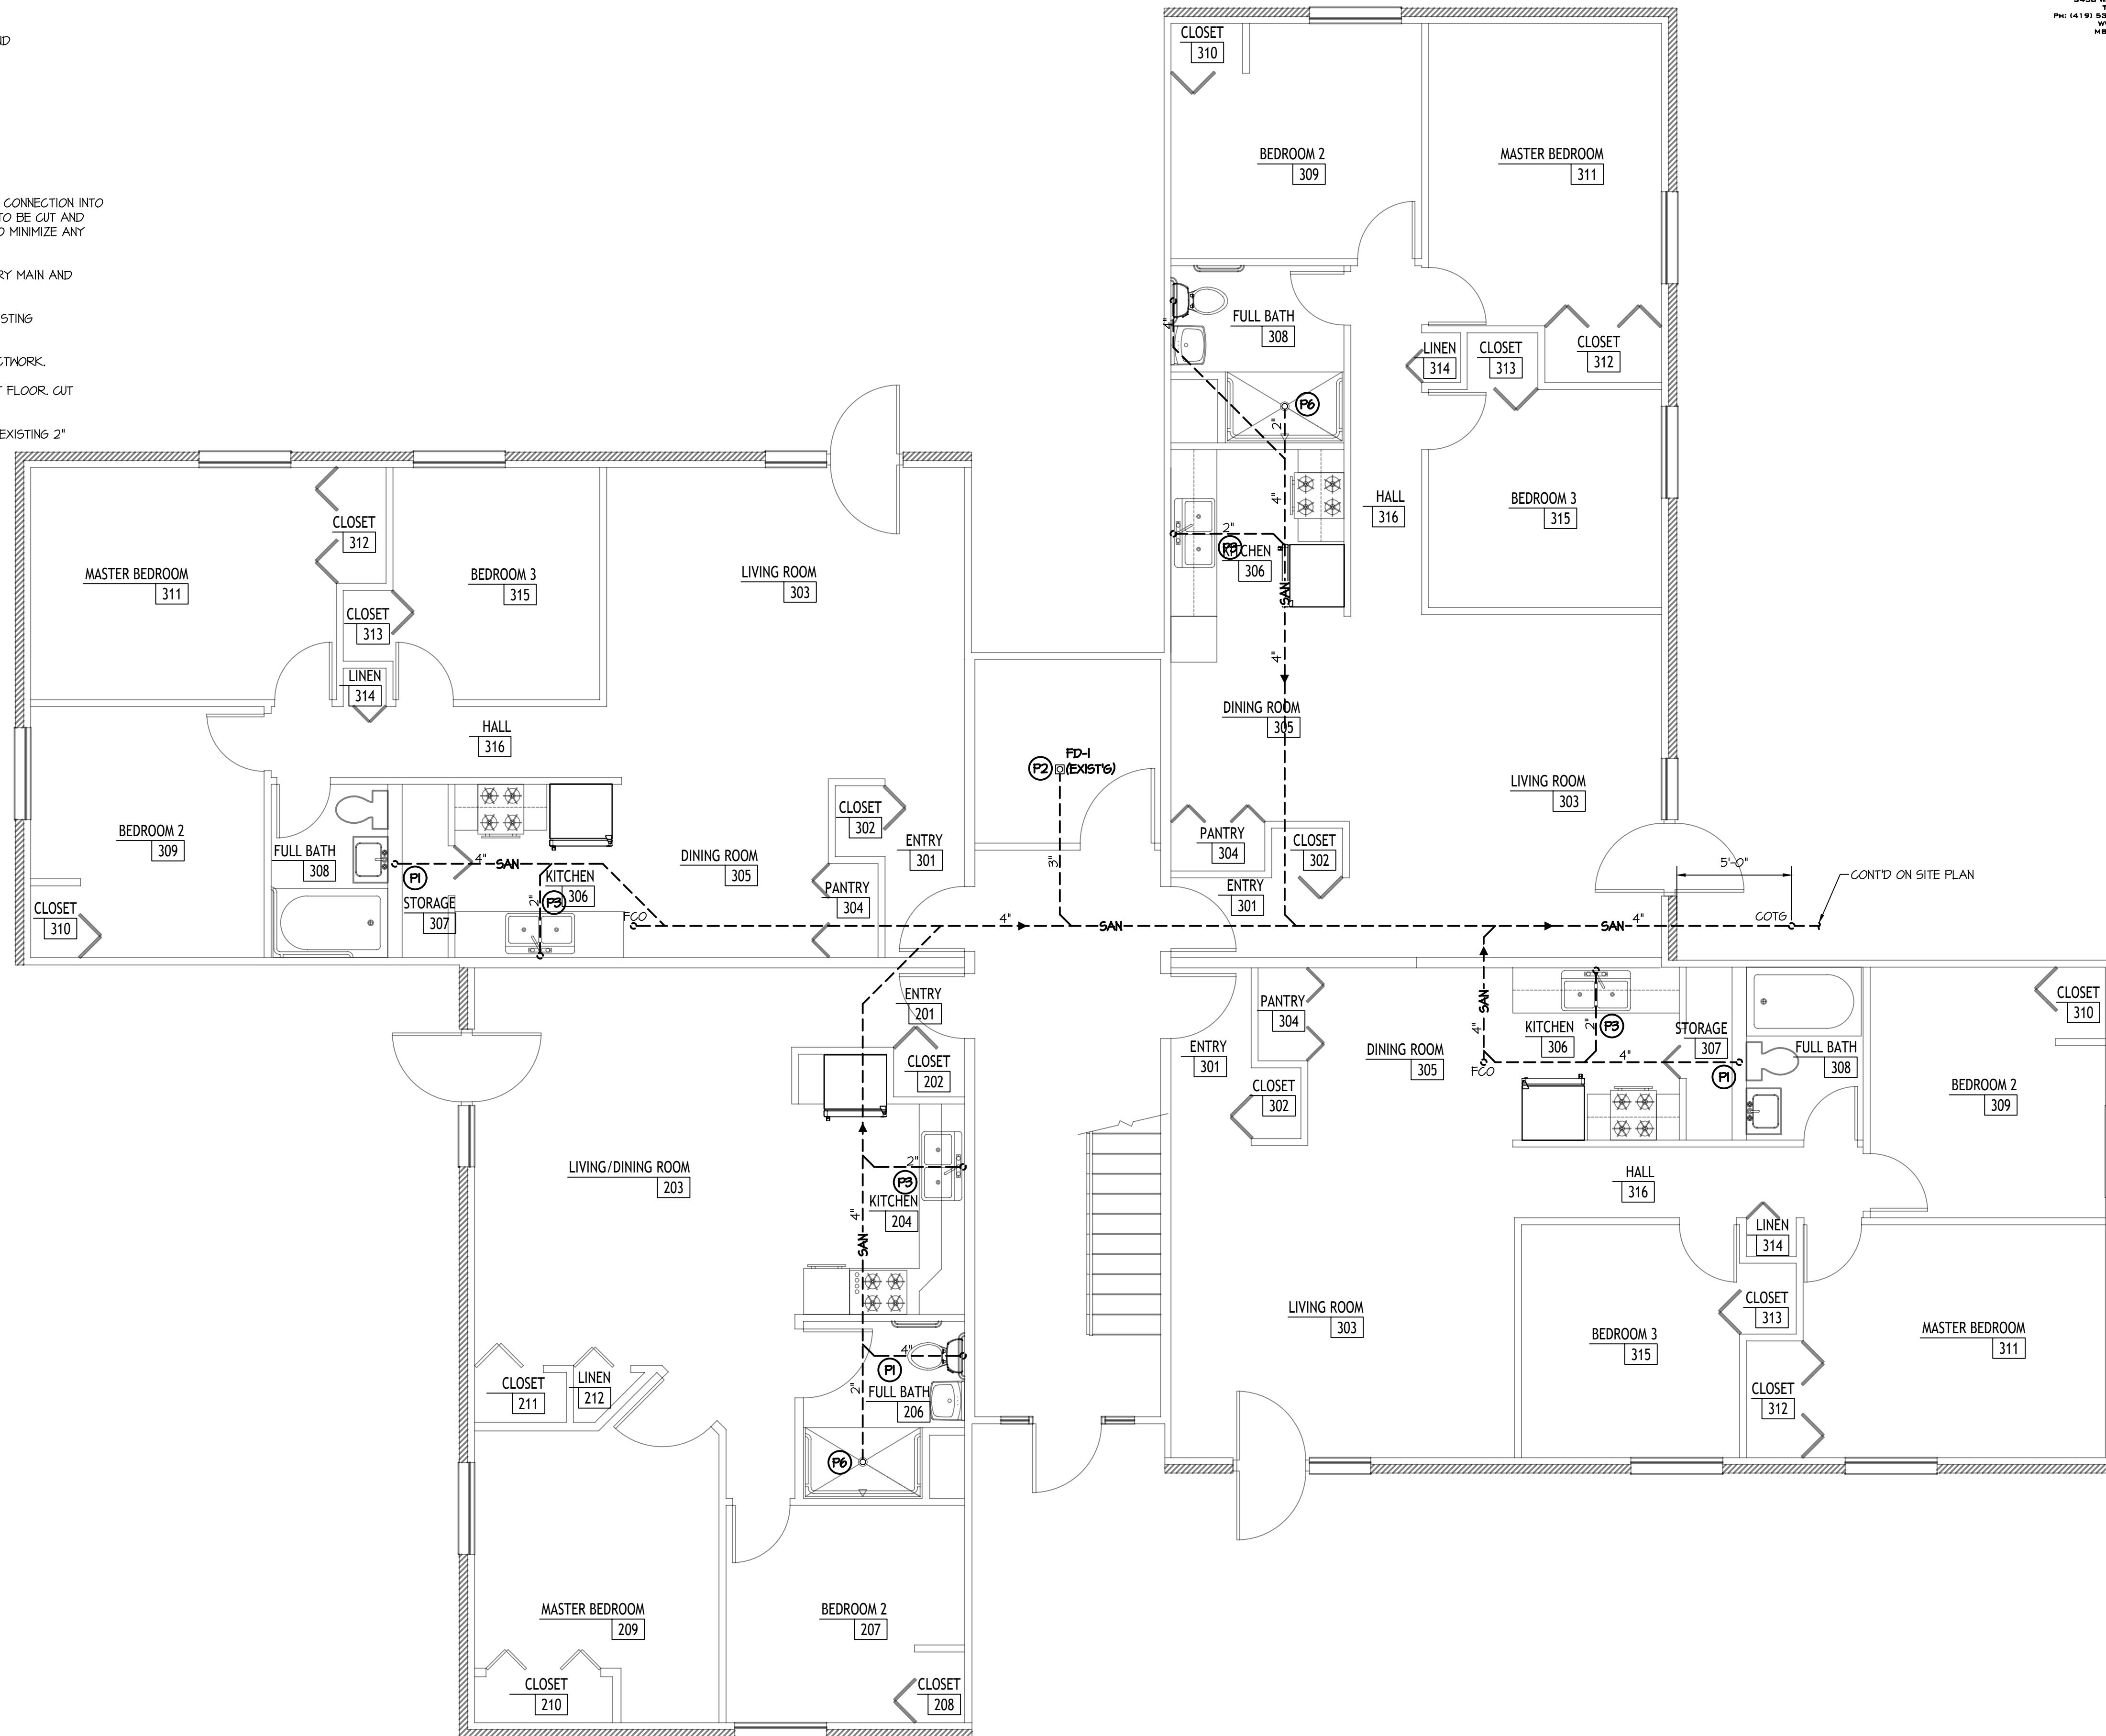 ND
CONNECTION INTO
TO BE CUT AND
MINIMIZE ANY
RY MAIN AND
STING
CTWORK.
T FLOOR. CUT
EXISTING 2"
PH: (419) 53
CLOSET
310
BEDROOM 2
309
MASTER BEDROOM
311
4"
FULL BATH
308
LINEN
314
CLOSET
313
CLOSET
312
P6
2"
4"
HALL
316
BEDROOM 3
315
2"
P3
KITCHEN
306
SAN
4"
DINING ROOM
305
LIVING ROOM
303
PANTRY
304
CLOSET
302
ENTRY
301
MASTER BEDROOM
311
CLOSET
312
BEDROOM 3
315
LIVING ROOM
303
CLOSET
313
LINEN
314
HALL
316
BEDROOM 2
309
FULL BATH
308
P1
4"
SAN
STORAGE
307
2"
P3
KITCHEN
306
FCO
DINING ROOM
305
CLOSET
302
ENTRY
301
PANTRY
304
CLOSET
310
FD-1
P2
(EXIST'G)
3"
4"
SAN
SAN
4"
5'-0"
COTG
CONT'D ON SITE PLAN
ENTRY
201
CLOSET
202
LIVING/DINING ROOM
203
2"
P3
KITCHEN
204
4"
SAN
4"
P1
2"
FULL BATH
206
P6
CLOSET
211
LINEN
212
MASTER BEDROOM
209
BEDROOM 2
207
CLOSET
210
CLOSET
208
PANTRY
304
ENTRY
301
CLOSET
302
DINING ROOM
305
SAN
4"
FCO
KITCHEN
306
2"
P3
4"
STORAGE
307
P1
FULL BATH
308
CLOSET
310
BEDROOM 2
309
HALL
316
LINEN
314
CLOSET
313
LIVING ROOM
303
BEDROOM 3
315
CLOSET
312
MASTER BEDROOM
311